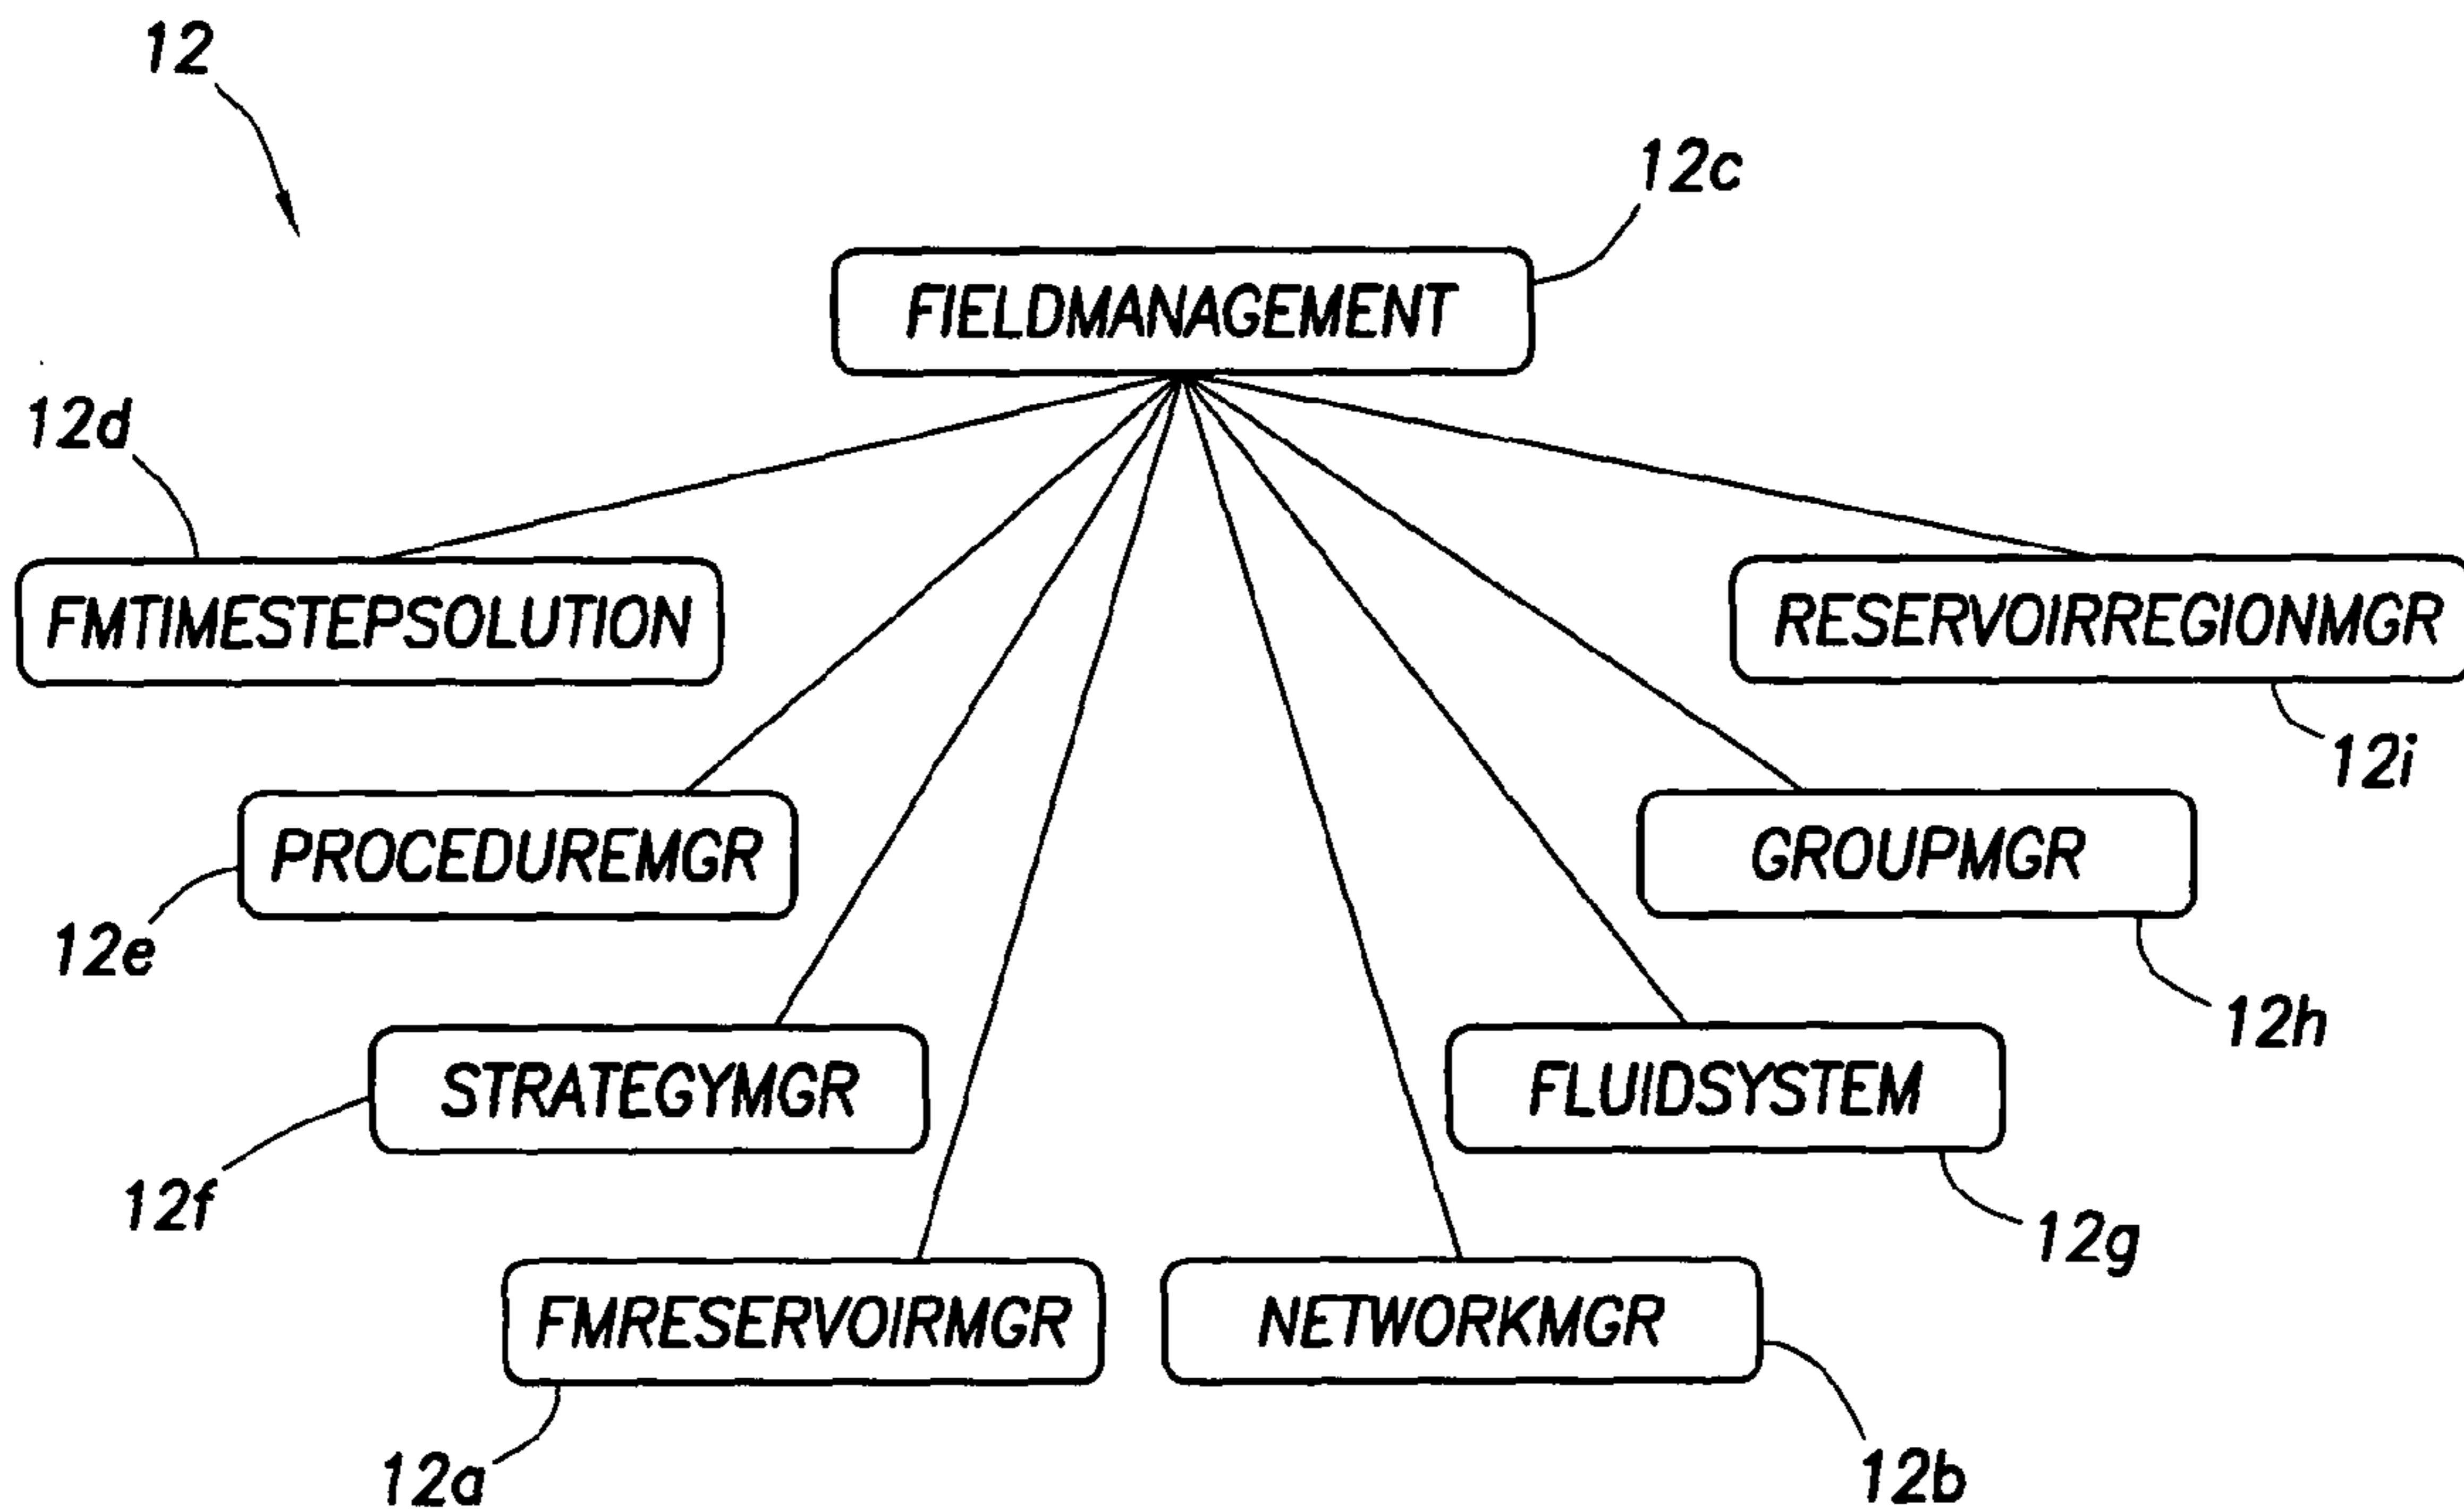 12
12c
FIELDMANAGEMENT
12d
FMTIMESTEPSOLUTION
RESERVOIRREGIONMGR
12i
PROCEDUREMGR
GROUPMGR
12e
12h
STRATEGYMGR
FLUIDSYSTEM
12f
12g
FMRESERVOIRMGR
NETWORKMGR
12a
12b